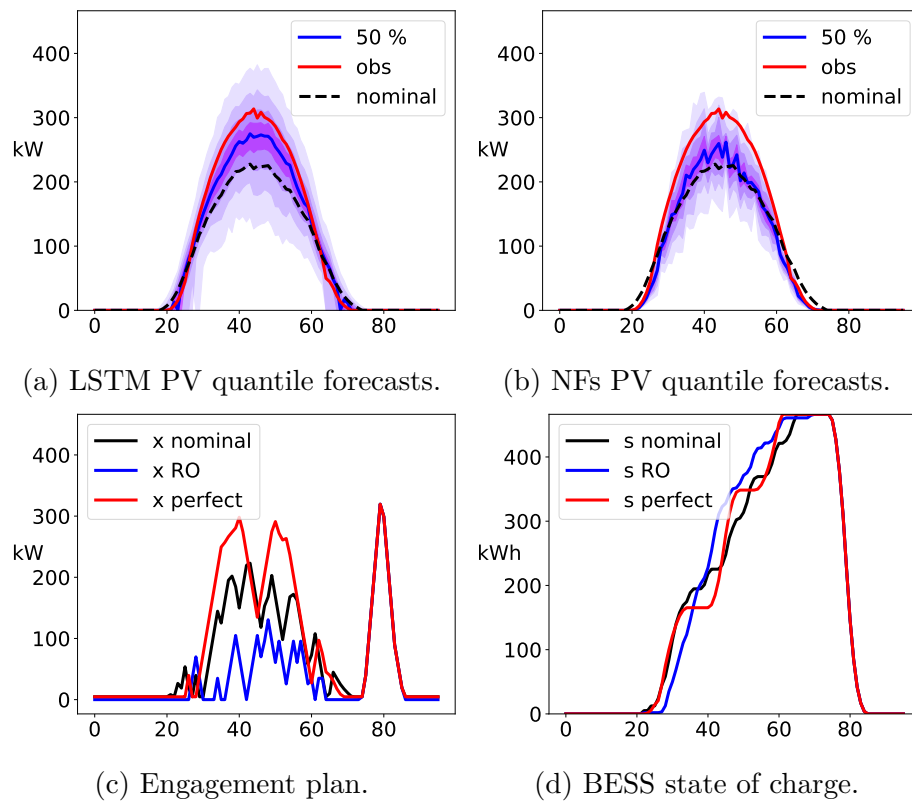 400
300
kW
200
100
0
0 20 40 60 80
50 %
obs
nominal
(a) LSTM PV quantile forecasts.
400
300
kW
200
100
0
0 20 40 60 80
50 %
obs
nominal
(b) NFs PV quantile forecasts.
400
300
kW
200
100
0
0 20 40 60 80
x nominal
x RO
x perfect
(c) Engagement plan.
400
300
kWh
200
100
0
0 20 40 60 80
s nominal
s RO
s perfect
(d) BESS state of charge.